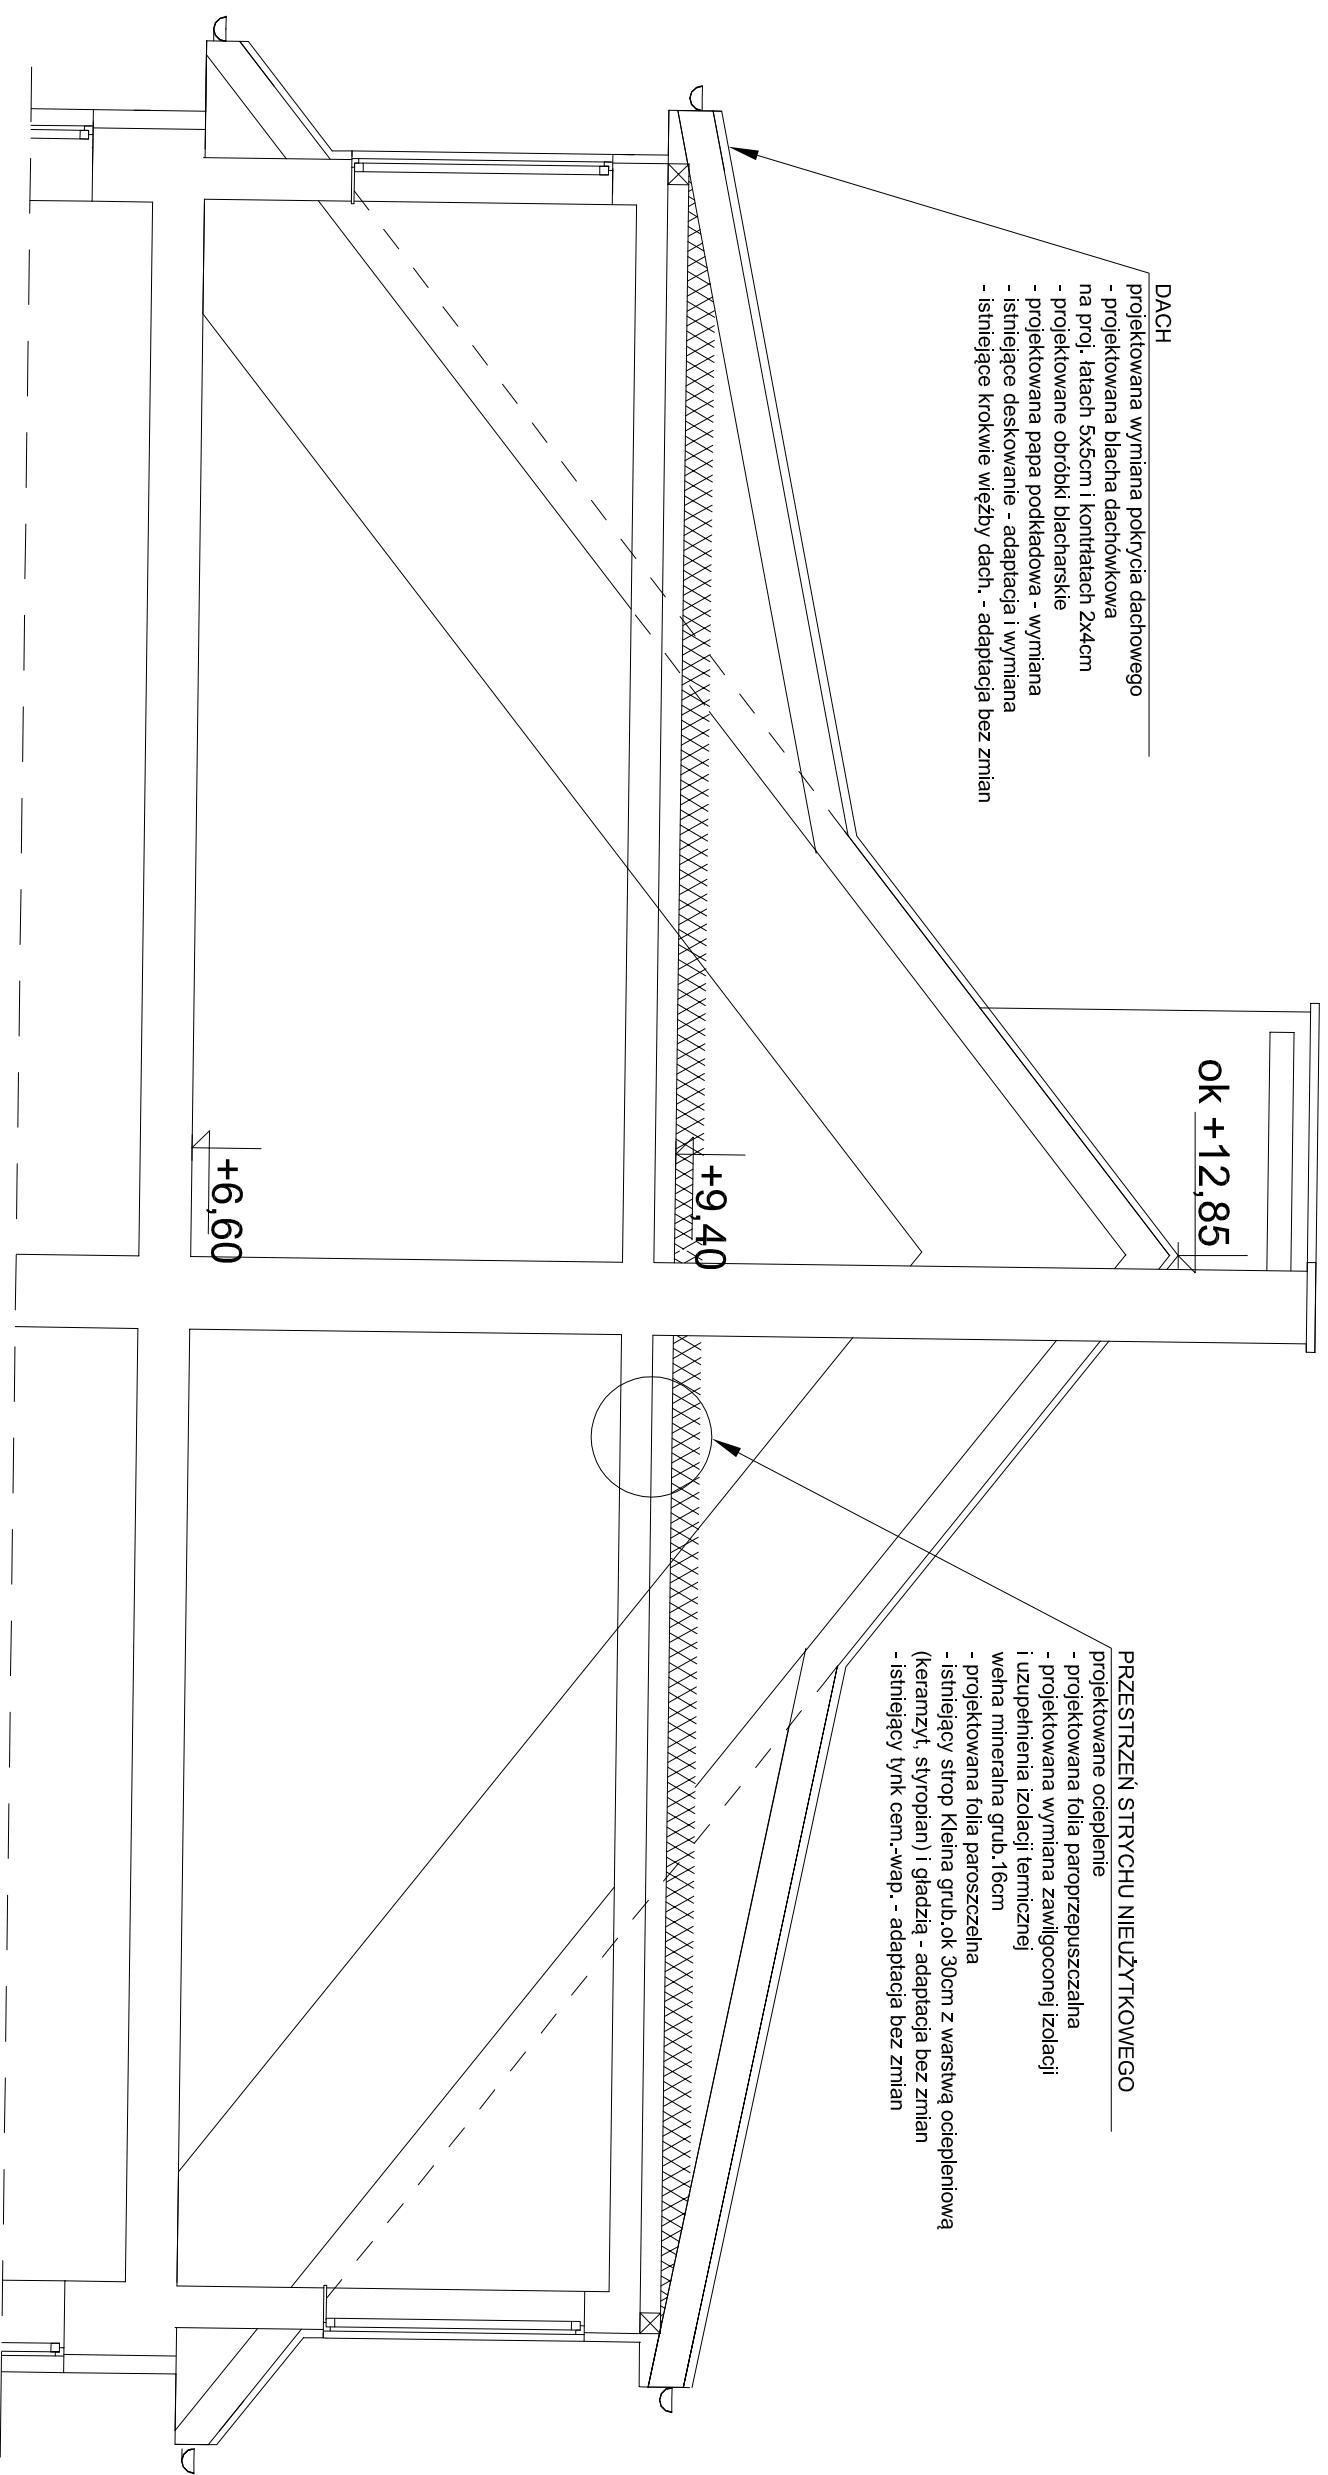 DACH
projektowana wymiana pokrycia dachowego
- projektowana blacha dachówkowa
na proj. łatach 5x5cm i kontrłatach 2x4cm
- projektowane obróbki blacharskie
- projektowana papa podkładowa - wymiana
- istniejące deskowanie - adaptacja i wymiana
- istniejące krokwie więźby dach. - adaptacja bez zmian
ok +12,85
+9,40
+6,60
PRZESTRZEŃ STRYCHU NIEUŻYTKOWEGO
projektowane ocieplenie
- projektowana folia paroprzepuszczalna
- projektowana wymiana zawilgoconej izolacji
i uzupełnienia izolacji termicznej
wełna mineralna grub.16cm
- projektowana folia paroszczelna
- istniejący strop Kleina grub.ok 30cm z warstwą ociepleniową
(keramzyt, styropian) i gładzią - adaptacja bez zmian
- istniejący tynk cem.-wap. - adaptacja bez zmian